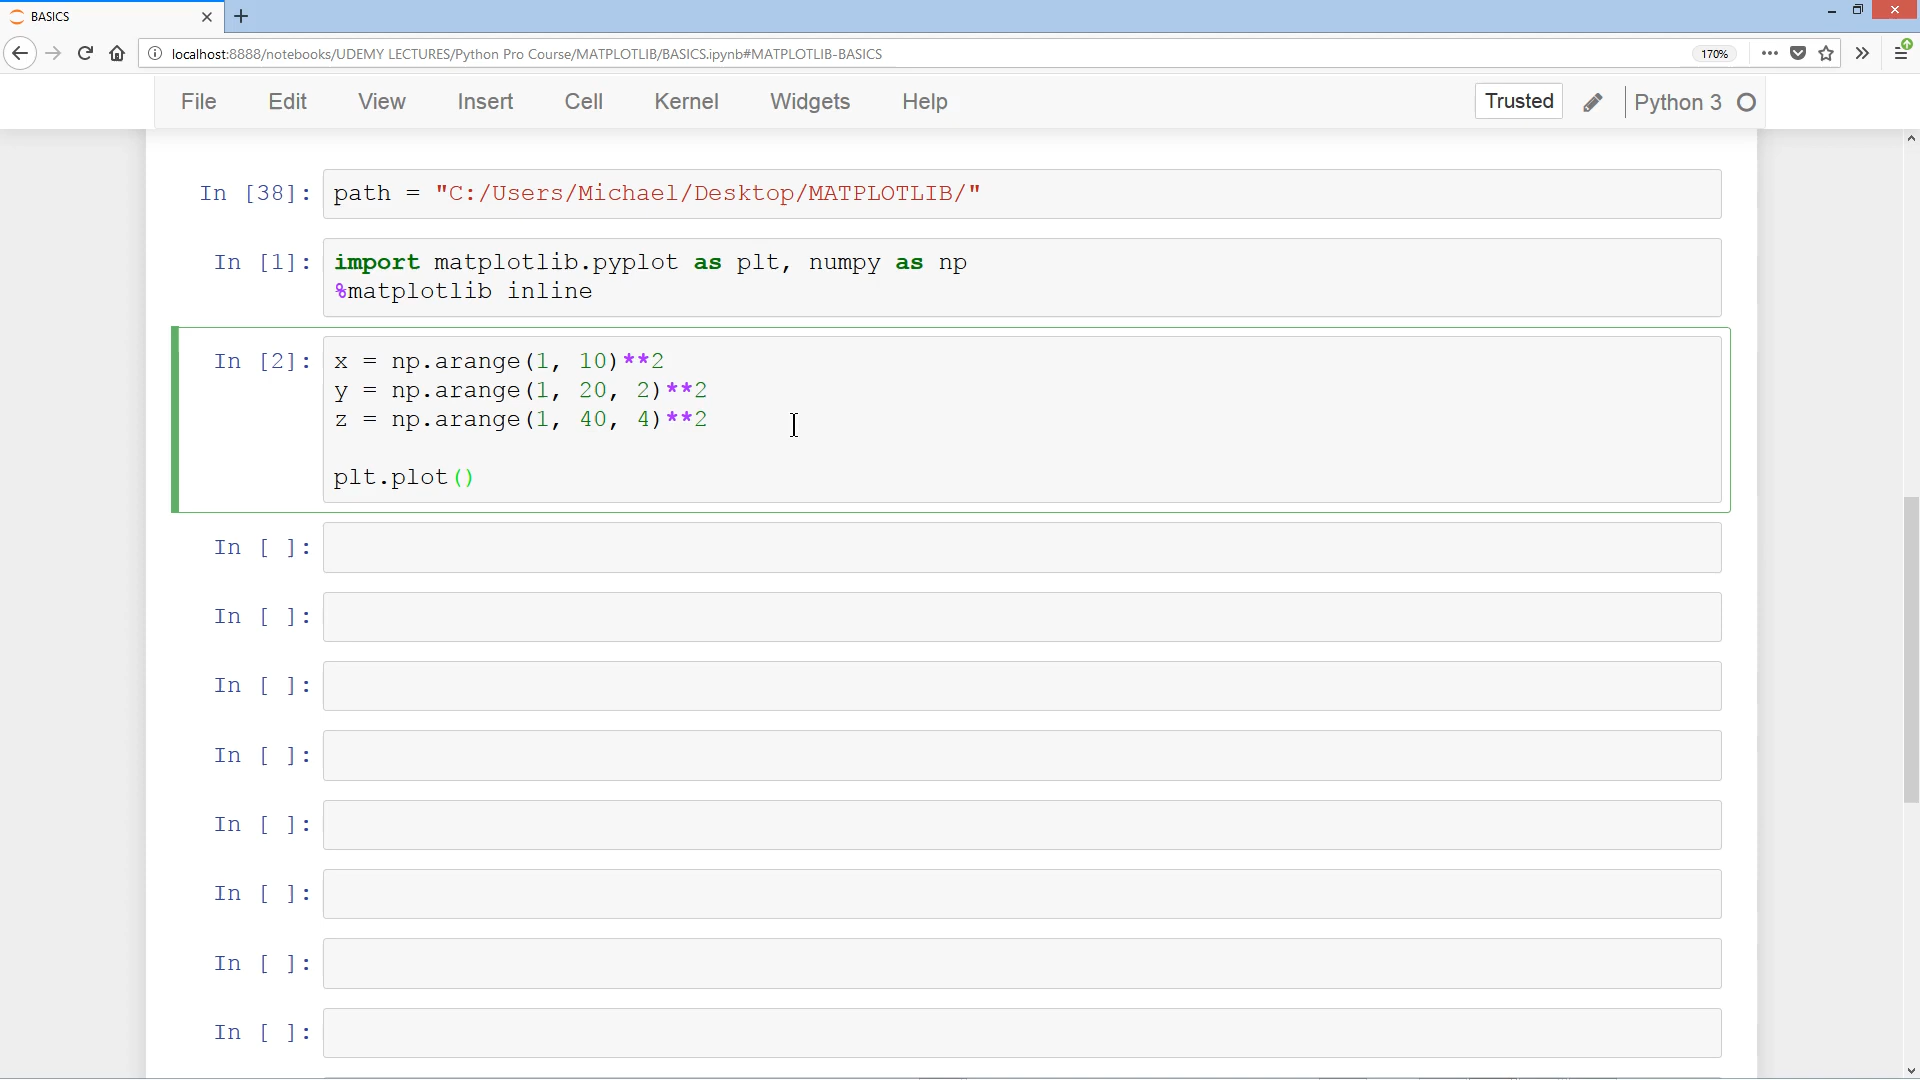 BASICS
localhost:8888/notebooks/UDEMY LECTURES/Python Pro Course/MATPLOTLIB/BASICS.ipynb#MATPLOTLIB-BASICS
170%
File Edit View Insert Cell Kernel Widgets Help
Trusted
Python 3
In [38]: path = "C:/Users/Michael/Desktop/MATPLOTLIB/"
In [1]: import matplotlib.pyplot as plt, numpy as np
%matplotlib inline
In [2]: x = np.arange(1, 10)**2
y = np.arange(1, 20, 2)**2
z = np.arange(1, 40, 4)**2
plt.plot()
In [ ]:
In [ ]:
In [ ]:
In [ ]:
In [ ]:
In [ ]:
In [ ]:
In [ ]: